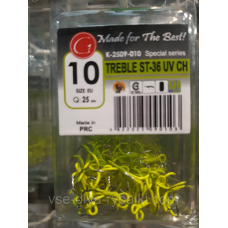 Made for The Best!
K-2509-010 Special series
10
SIZE EU
Q: 25
TREBLE ST-36 UV CH
Made in
PRC